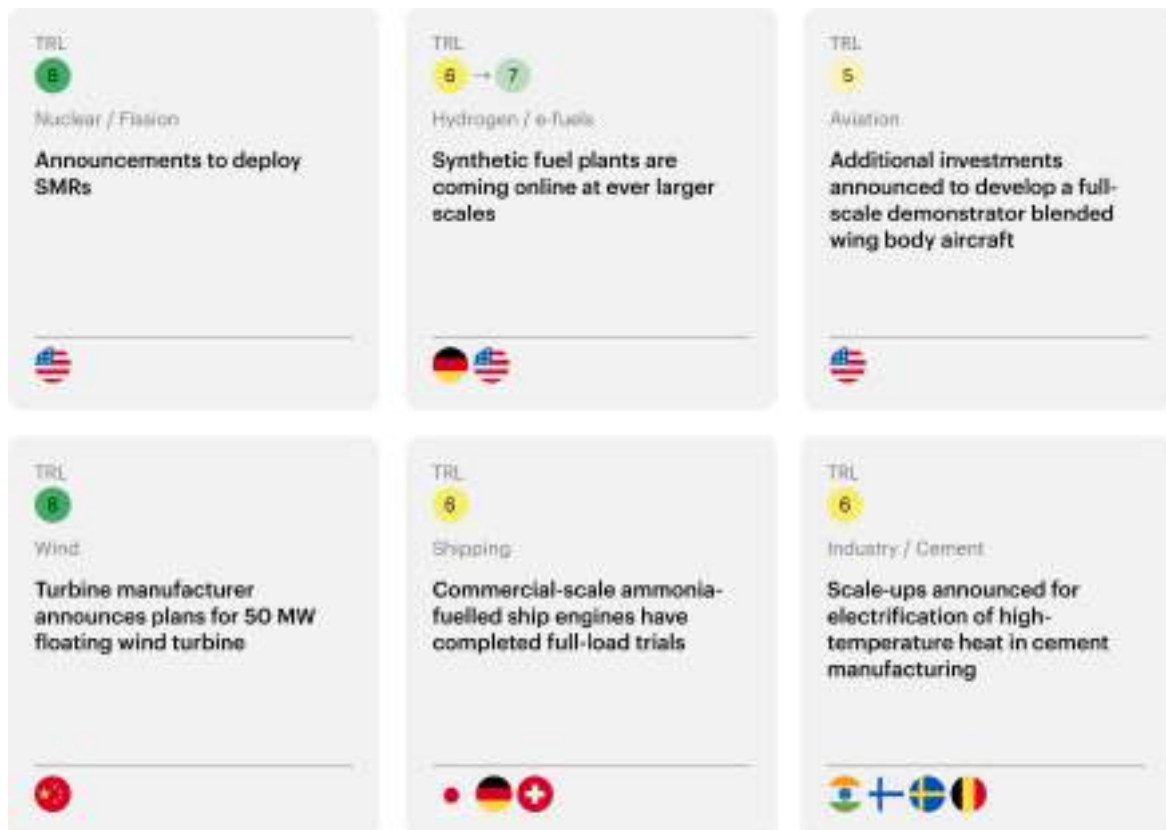 TRL
8
Nuclear / Fission
Announcements to deploy
SMRs
TRL
6 → 7
Hydrogen / e-fuels
Synthetic fuel plants are
coming online at ever larger
scales
TRL
5
Aviation
Additional investments
announced to develop a full-
scale demonstrator blended
wing body aircraft
TRL
8
Wind
Turbine manufacturer
announces plans for 50 MW
floating wind turbine
TRL
6
Shipping
Commercial-scale ammonia-
fuelled ship engines have
completed full-load trials
TRL
6
Industry / Cement
Scale-ups announced for
electrification of high-
temperature heat in cement
manufacturing